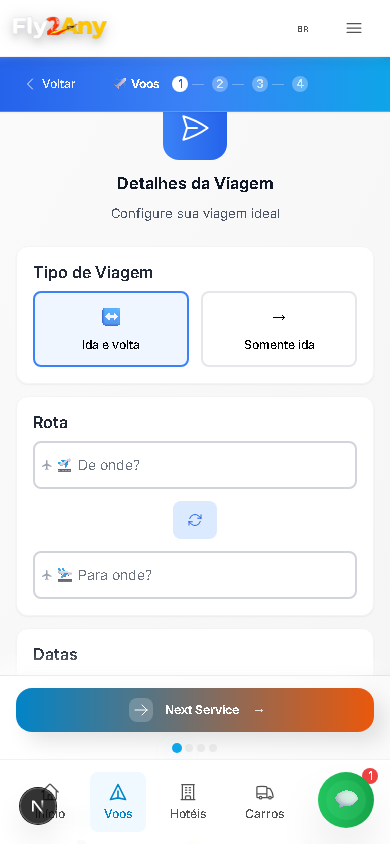 Fly2Any
BR
Voltar
Voos 1 2 3 4
Detalhes da Viagem
Configure sua viagem ideal
Tipo de Viagem
Ida e volta
→ Somente ida
Rota
De onde?
Para onde?
Datas
Next Service →
N
Início
Voos
Hotéis
Carros
1